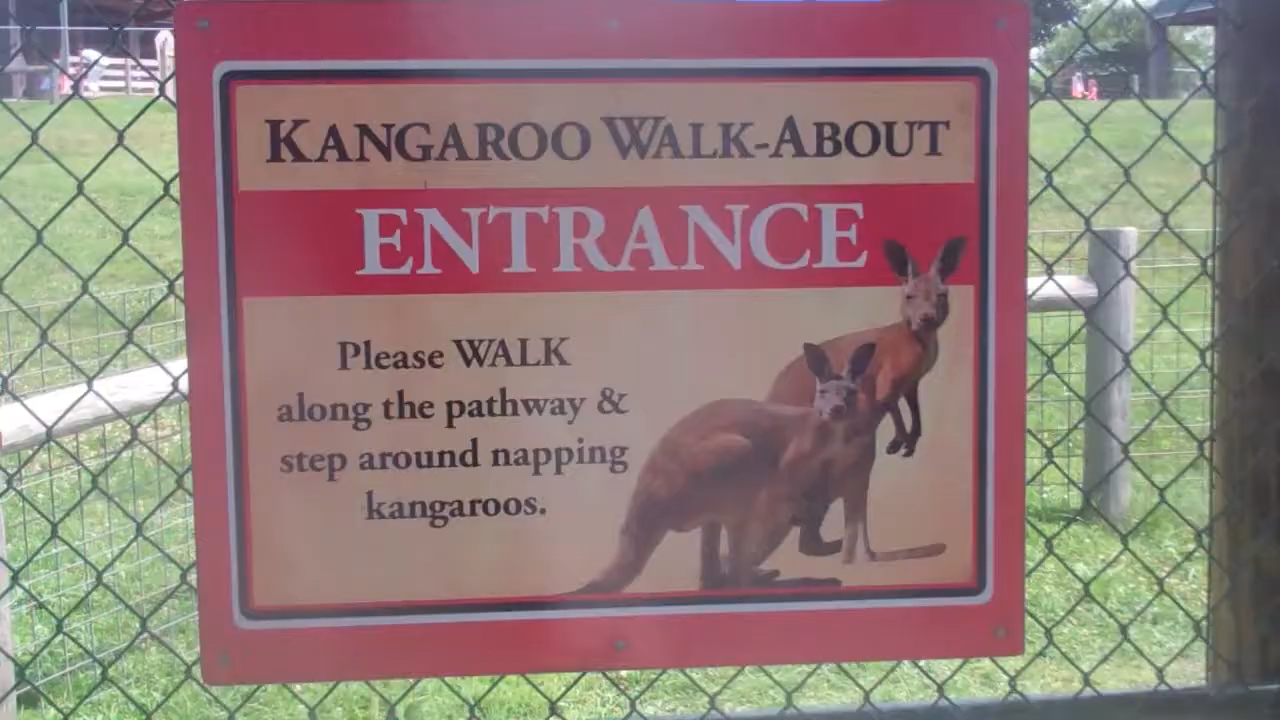 KANGAROO WALK-ABOUT
ENTRANCE
Please WALK
along the pathway &
step around napping
kangaroos.